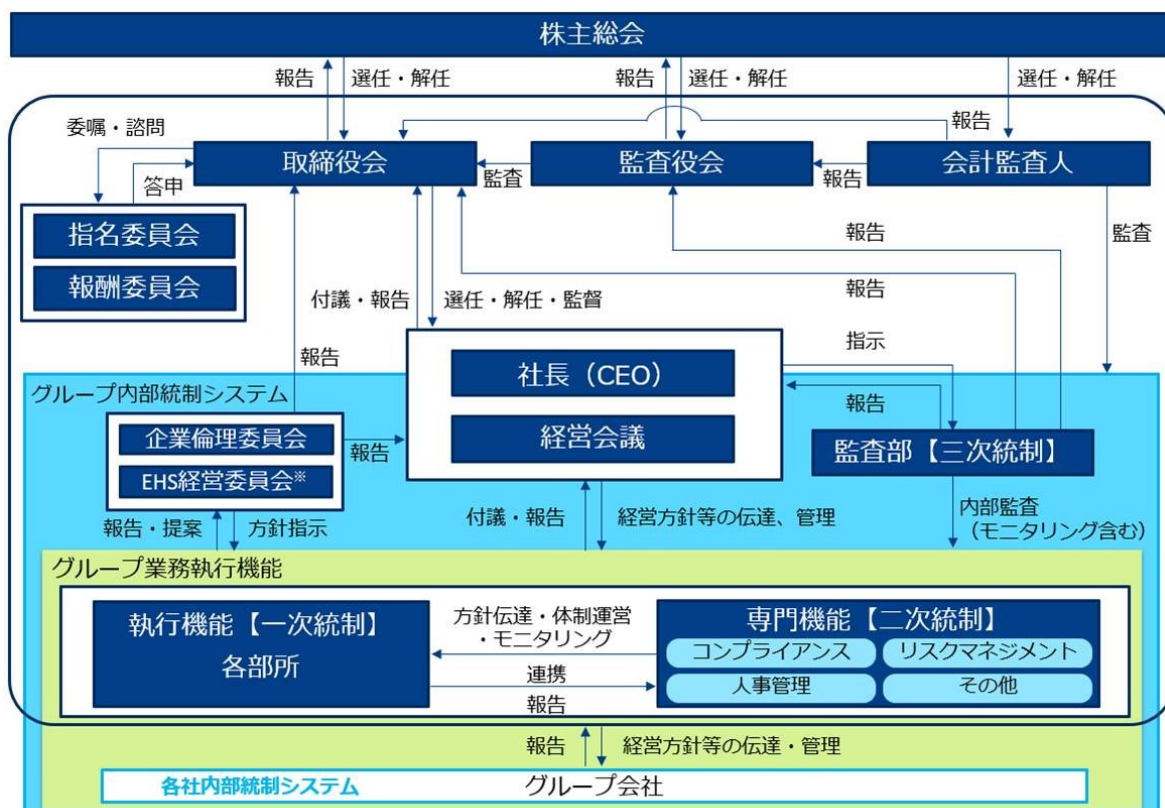 株主総会
報告
選任・解任
報告
選任・解任
選任・解任
委嘱・諮問
報告
取締役会
監査
監査役会
報告
会計監査人
答申
指名委員会
報酬委員会
報告
監査
報告
付議・報告
選任・解任・監督
指示
報告
社長（CEO）
経営会議
グループ内部統制システム
報告
企業倫理委員会
EHS経営委員会※
報告
監査部【三次統制】
報告・提案
方針指示
付議・報告
経営方針等の伝達、管理
内部監査
（モニタリング含む）
グループ業務執行機能
執行機能【一次統制】
各部所
方針伝達・体制運営
・モニタリング
連携
報告
専門機能【二次統制】
コンプライアンス
リスクマネジメント
人事管理
その他
報告
経営方針等の伝達・管理
各社内部統制システム
グループ会社